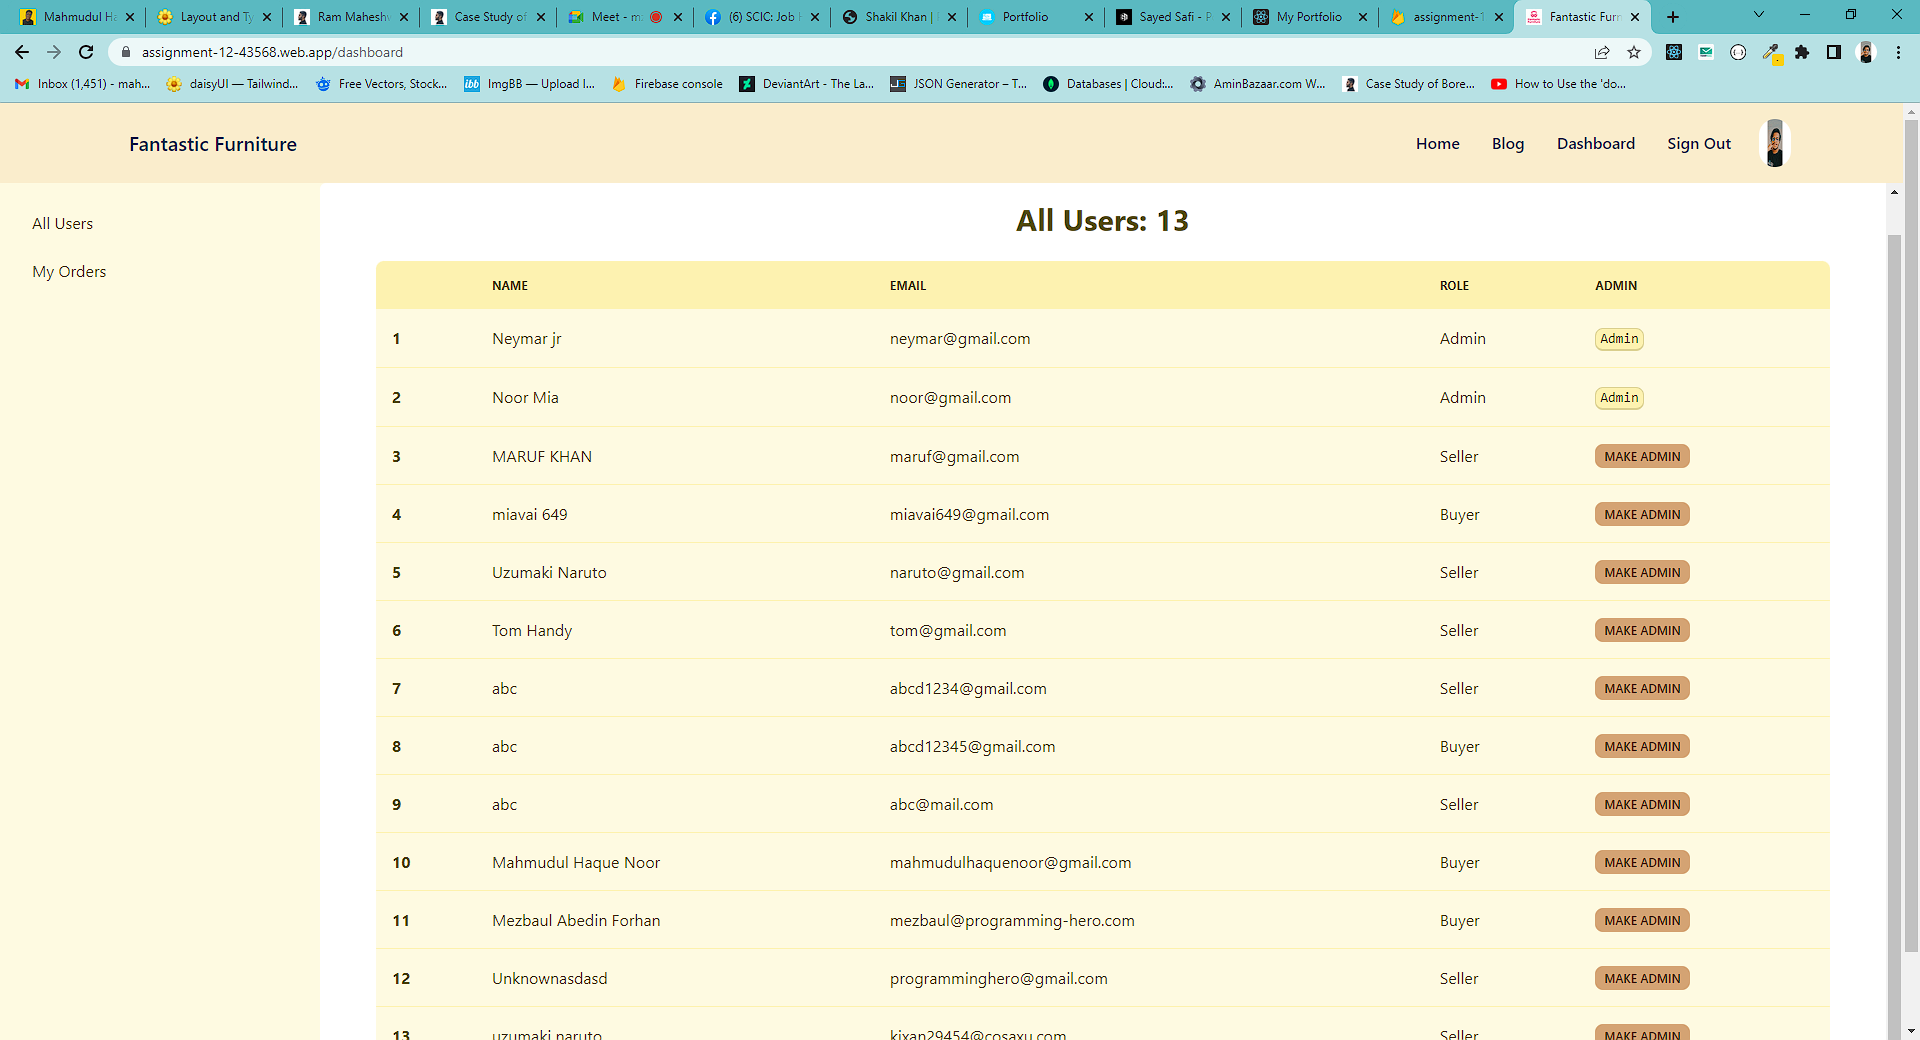 Mahmudul Ha
Layout and Ty
Ram Mahesh
Case Study of
Meet - m
(6) SCIC: Job
Shakil Khan |
Portfolio
Sayed Safi - P
My Portfolio
assignment-1
Fantastic Furn
assignment-12-43568.web.app/dashboard
Inbox (1,451) - mah...
daisyUI — Tailwind...
Free Vectors, Stock...
ImgBB — Upload I...
Firebase console
DeviantArt - The La...
JSON Generator – T...
Databases | Cloud:...
AminBazar.com W...
Case Study of Bore...
How to Use the 'do...
Fantastic Furniture
Home
Blog
Dashboard
Sign Out
All Users
My Orders
All Users: 13
NAME EMAIL ROLE ADMIN
1 Neymar jr neymar@gmail.com Admin Admin
2 Noor Mia noor@gmail.com Admin Admin
3 MARUF KHAN maruf@gmail.com Seller MAKE ADMIN
4 miavai 649 miavai649@gmail.com Buyer MAKE ADMIN
5 Uzumaki Naruto naruto@gmail.com Seller MAKE ADMIN
6 Tom Handy tom@gmail.com Seller MAKE ADMIN
7 abc abcd1234@gmail.com Seller MAKE ADMIN
8 abc abcd12345@gmail.com Buyer MAKE ADMIN
9 abc abc@mail.com Seller MAKE ADMIN
10 Mahmudul Haque Noor mahmudulhaquenoor@gmail.com Buyer MAKE ADMIN
11 Mezbaul Abedin Forhan mezbaul@programming-hero.com Buyer MAKE ADMIN
12 Unknownasdasd programminghero@gmail.com Seller MAKE ADMIN
13 uzumaki naruto kixan29454@cosaxu.com Seller MAKE ADMIN